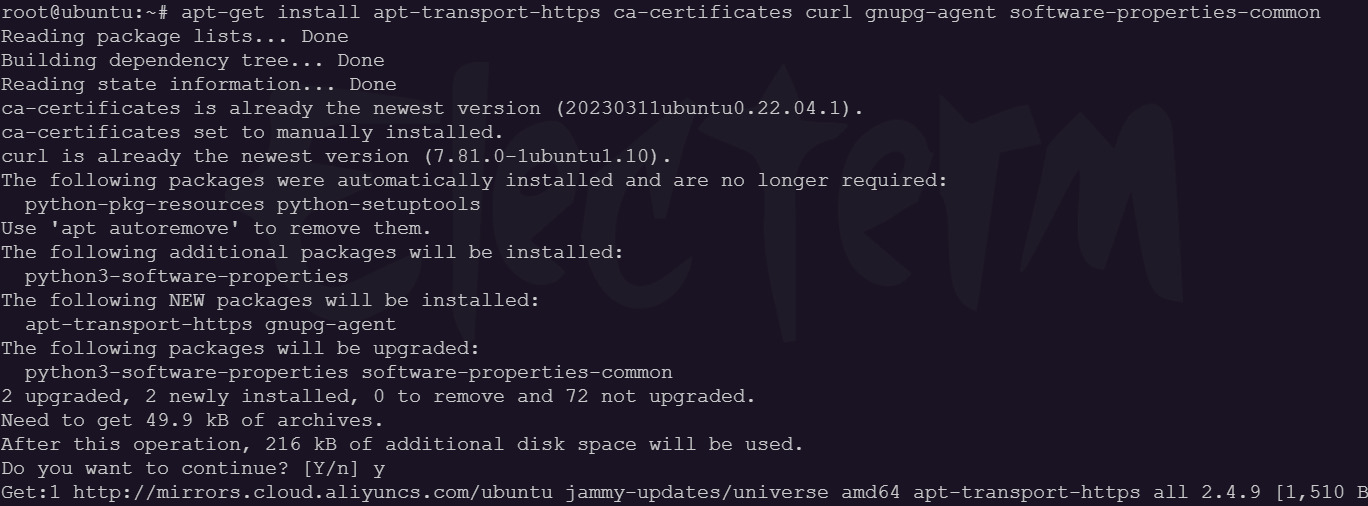 root@ubuntu:~# apt-get install apt-transport-https ca-certificates curl gnupg-agent software-properties-common
Reading package lists... Done
Building dependency tree... Done
Reading state information... Done
ca-certificates is already the newest version (20230311ubuntu0.22.04.1).
ca-certificates set to manually installed.
curl is already the newest version (7.81.0-1ubuntu1.10).
The following packages were automatically installed and are no longer required:
  python-pkg-resources python-setuptools
Use 'apt autoremove' to remove them.
The following additional packages will be installed:
  python3-software-properties
The following NEW packages will be installed:
  apt-transport-https gnupg-agent
The following packages will be upgraded:
  python3-software-properties software-properties-common
2 upgraded, 2 newly installed, 0 to remove and 72 not upgraded.
Need to get 49.9 kB of archives.
After this operation, 216 kB of additional disk space will be used.
Do you want to continue? [Y/n] y
Get:1 http://mirrors.cloud.aliyuncs.com/ubuntu jammy-updates/universe amd64 apt-transport-https all 2.4.9 [1,510 B
electerm